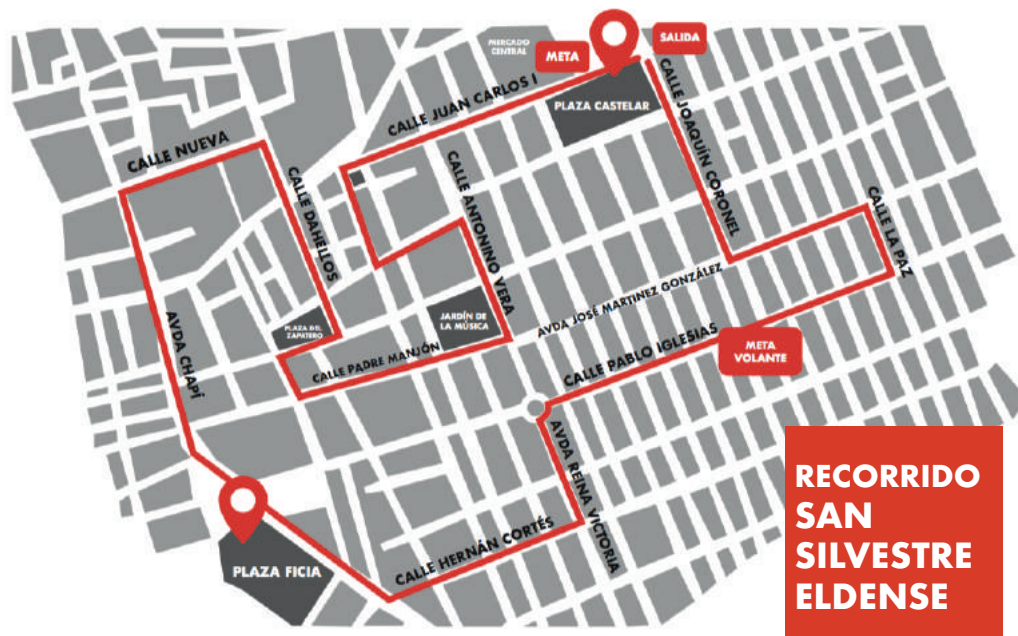 MERCADO
CENTRAL
META
SALIDA
PLAZA CASTELAR
CALLE JUAN CARLOS I
CALLE JOAQUÍN CORONEL
CALLE NUEVA
CALLE DAHELLOS
CALLE ANTONINO VERA
CALLE LA PAZ
AVDA JOSÉ MARTINEZ GONZÁLEZ
JARDÍN DE
LA MÚSICA
PLAZA DEL
ZAPATERO
CALLE PADRE MANJÓN
AVDA CHAPÍ
CALLE PABLO IGLESIAS
META
VOLANTE
AVDA REINA VICTORIA
CALLE HERNÁN CORTÉS
PLAZA FICIA
RECORRIDO
SAN
SILVESTRE
ELDENSE